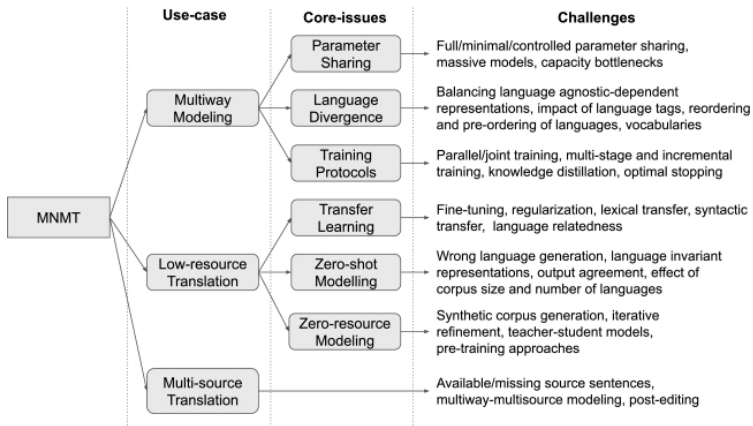 Use-case
Core-issues
Challenges
Parameter
Sharing
Full/minimal/controlled parameter sharing,
massive models, capacity bottlenecks
Multiway
Modeling
Language
Divergence
Balancing language agnostic-dependent
representations, impact of language tags, reordering
and pre-ordering of languages, vocabularies
Training
Protocols
Parallel/joint training, multi-stage and incremental
training, knowledge distillation, optimal stopping
MNMT
Transfer
Learning
Fine-tuning, regularization, lexical transfer, syntactic
transfer, language relatedness
Low-resource
Translation
Zero-shot
Modelling
Wrong language generation, language invariant
representations, output agreement, effect of
corpus size and number of languages
Zero-resource
Modeling
Synthetic corpus generation, iterative
refinement, teacher-student models,
pre-training approaches
Multi-source
Translation
Available/missing source sentences,
multiway-multisource modeling, post-editing